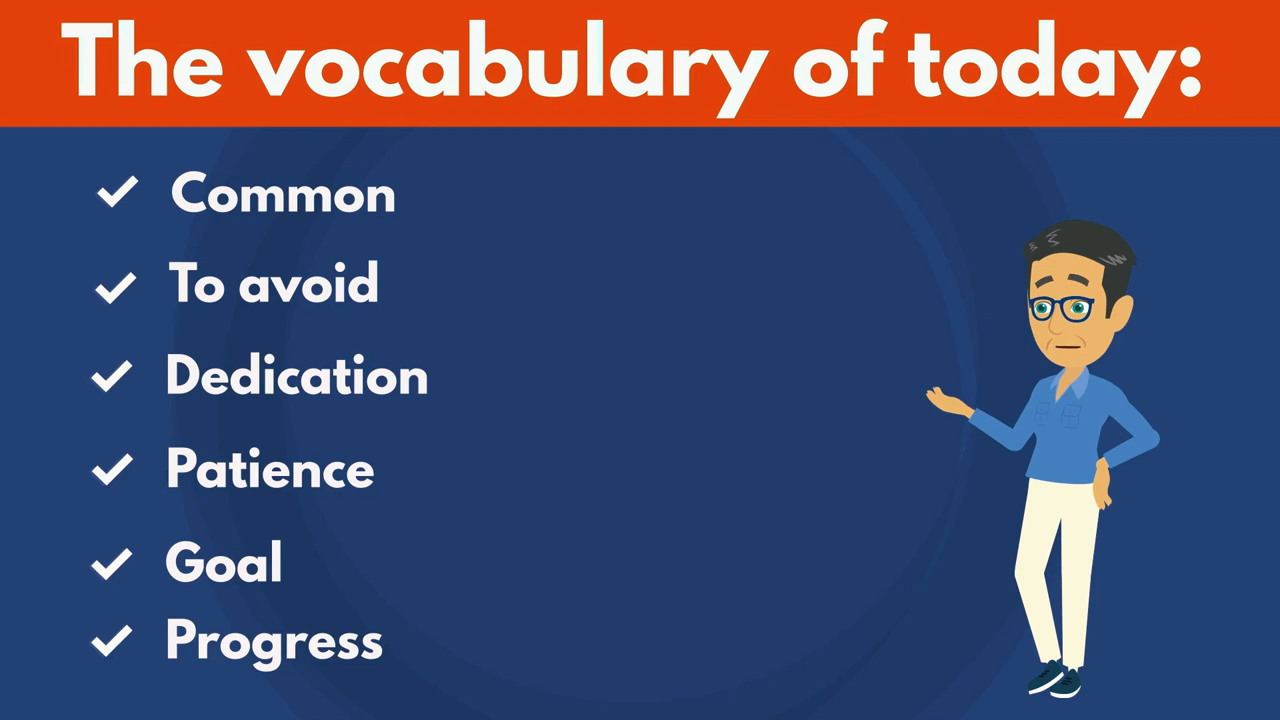 The vocabulary of today:
Common
To avoid
Dedication
Patience
Goal
Progress